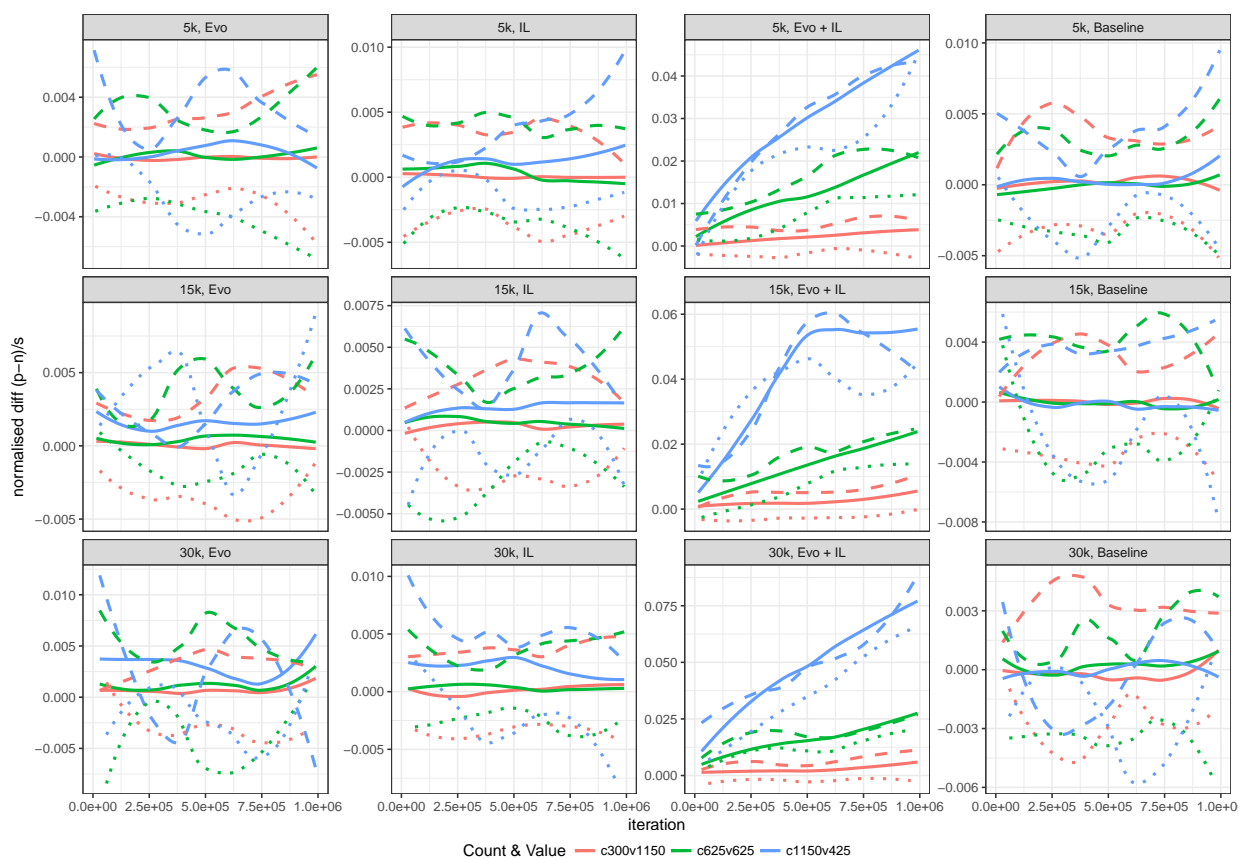 5k, Evo
5k, IL
5k, Evo + IL
5k, Baseline
0.004
0.000
−0.004
0.010
0.005
0.000
−0.005
0.04
0.03
0.02
0.01
0.00
0.010
0.005
0.000
−0.005
15k, Evo
15k, IL
15k, Evo + IL
15k, Baseline
0.005
0.000
−0.005
0.0075
0.0050
0.0025
0.0000
−0.0025
−0.0050
0.06
0.04
0.02
0.00
0.008
0.004
0.000
−0.004
−0.008
normalised diff (p−n)/s
30k, Evo
30k, IL
30k, Evo + IL
30k, Baseline
0.010
0.005
0.000
−0.005
0.010
0.005
0.000
−0.005
0.075
0.050
0.025
0.000
0.003
0.000
−0.003
−0.006
0.0e+00 2.5e+05 5.0e+05 7.5e+05 1.0e+06
0.0e+00 2.5e+05 5.0e+05 7.5e+05 1.0e+06
0.0e+00 2.5e+05 5.0e+05 7.5e+05 1.0e+06
0.0e+00 2.5e+05 5.0e+05 7.5e+05 1.0e+0
iteration
Count & Value c300v1150 c625v625 c1150v425